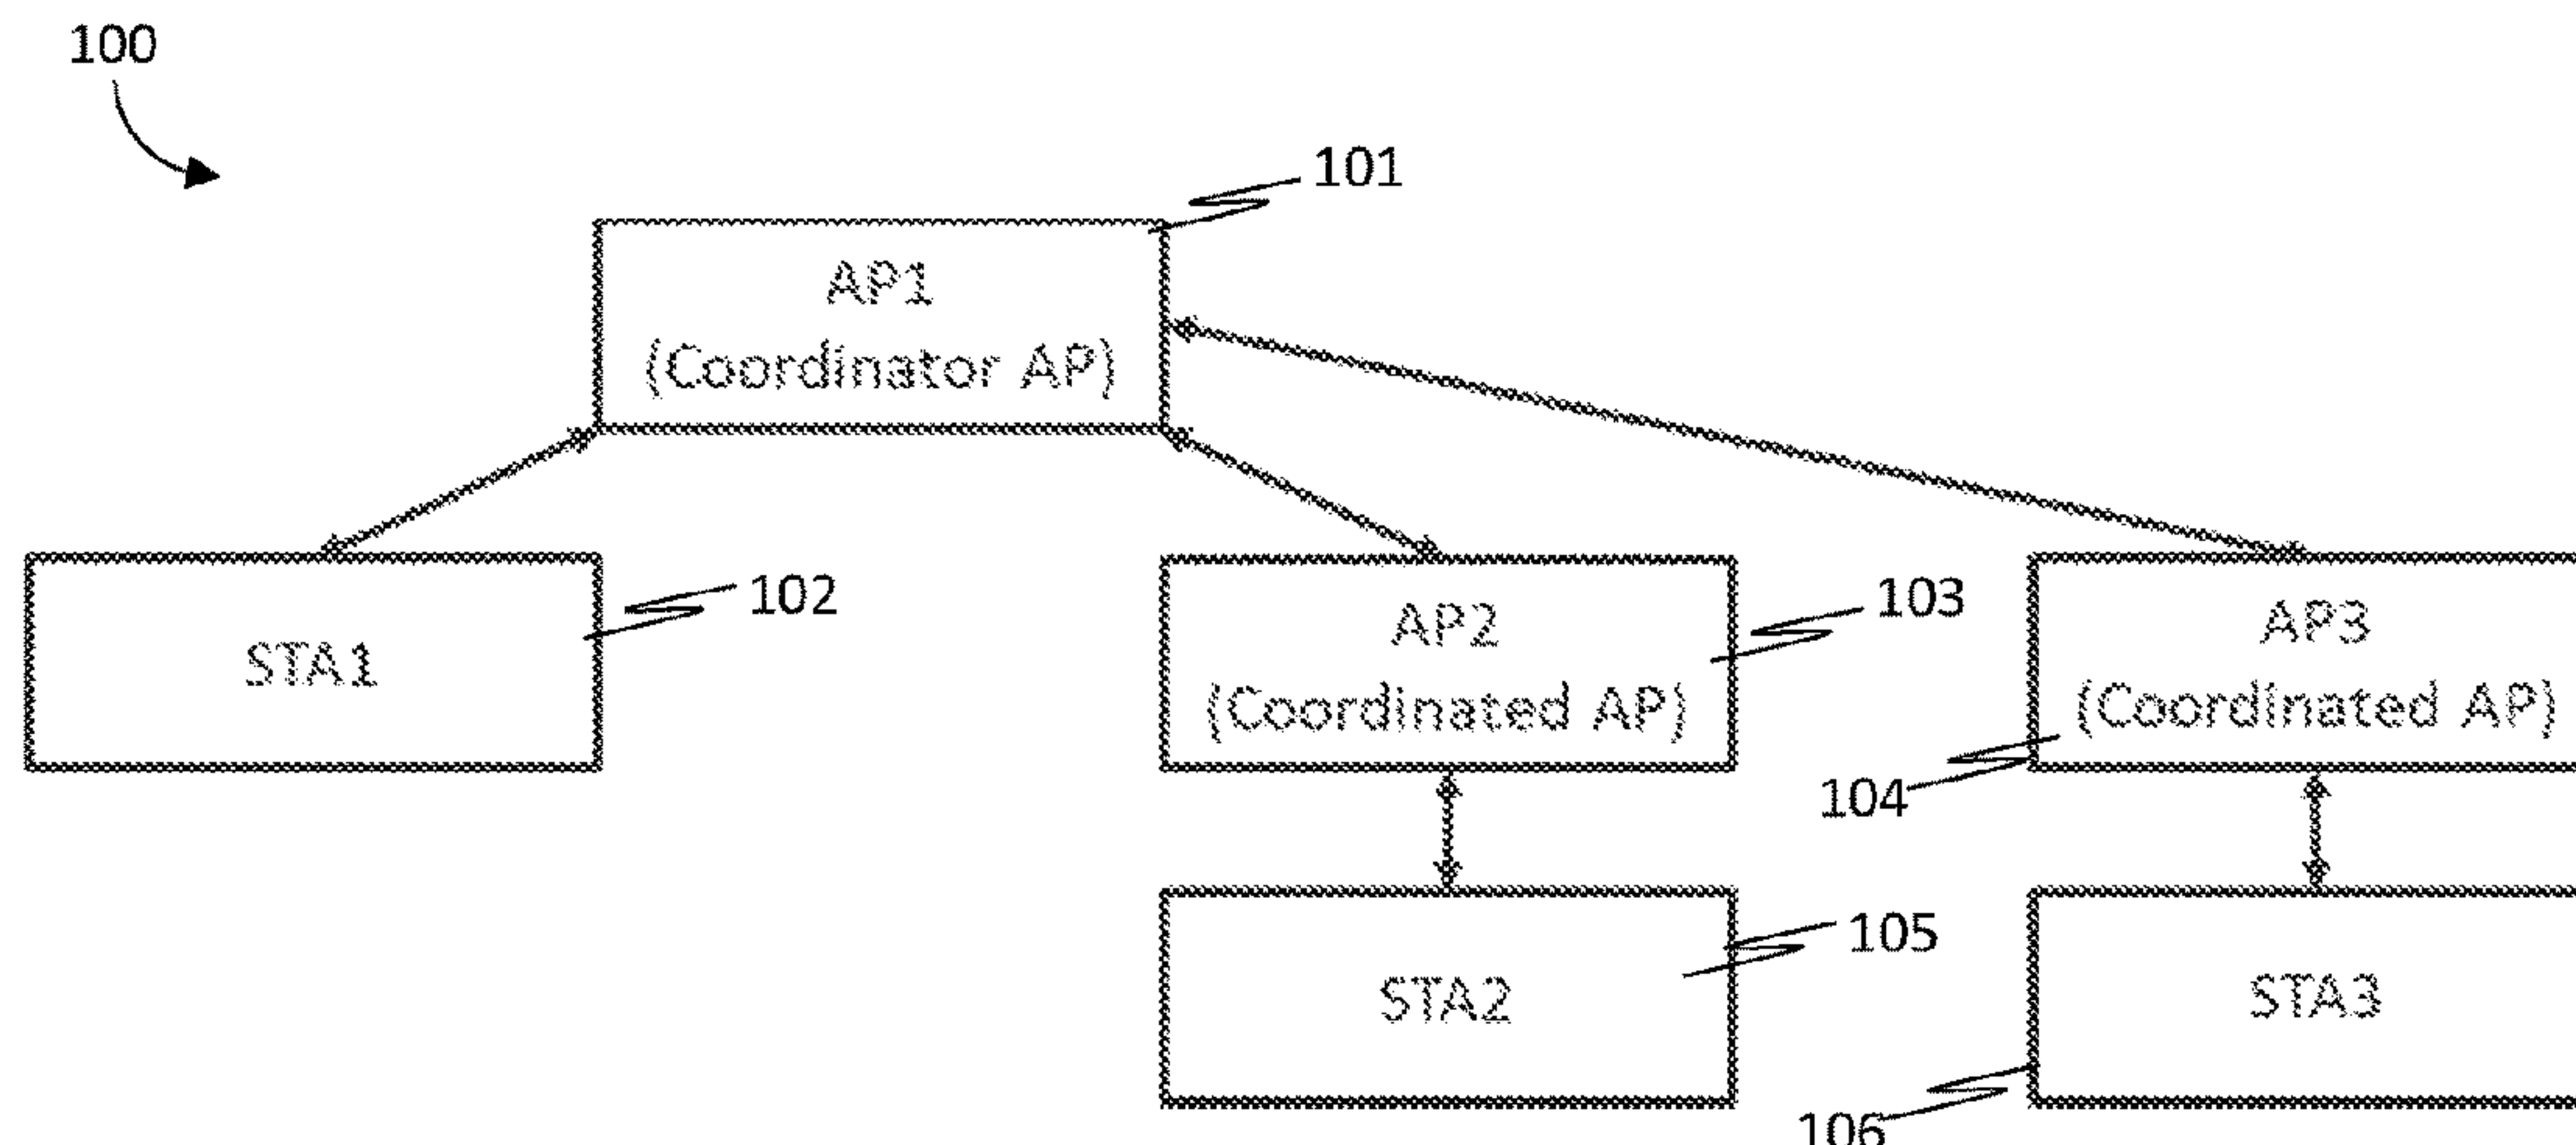 100
101
AP1
(Coordinator AP)
102
STA1
103
AP2
(Coordinated AP)
AP3
(Coordinated AP)
104
105
STA2
STA3
106